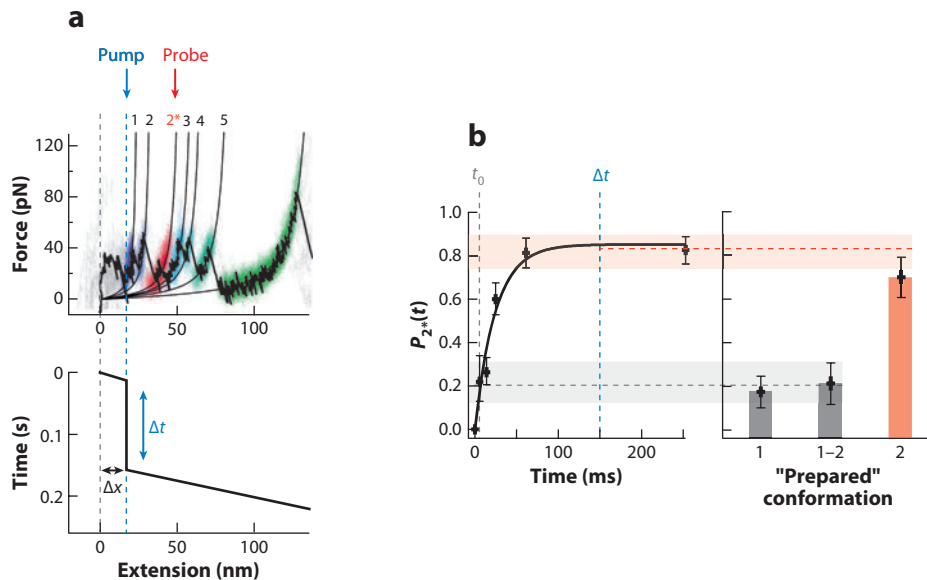 a
Pump
Probe
1 2 2* 3 4 5
120
80
40
0
Force (pN)
0 50 100
0
0.1
0.2
Time (s)
Δt
Δx
0 50 100
Extension (nm)
b
t0
Δt
1.0
0.8
0.6
0.4
0.2
0.0
P2*(t)
0 100 200
Time (ms)
1 1–2 2
"Prepared"
conformation